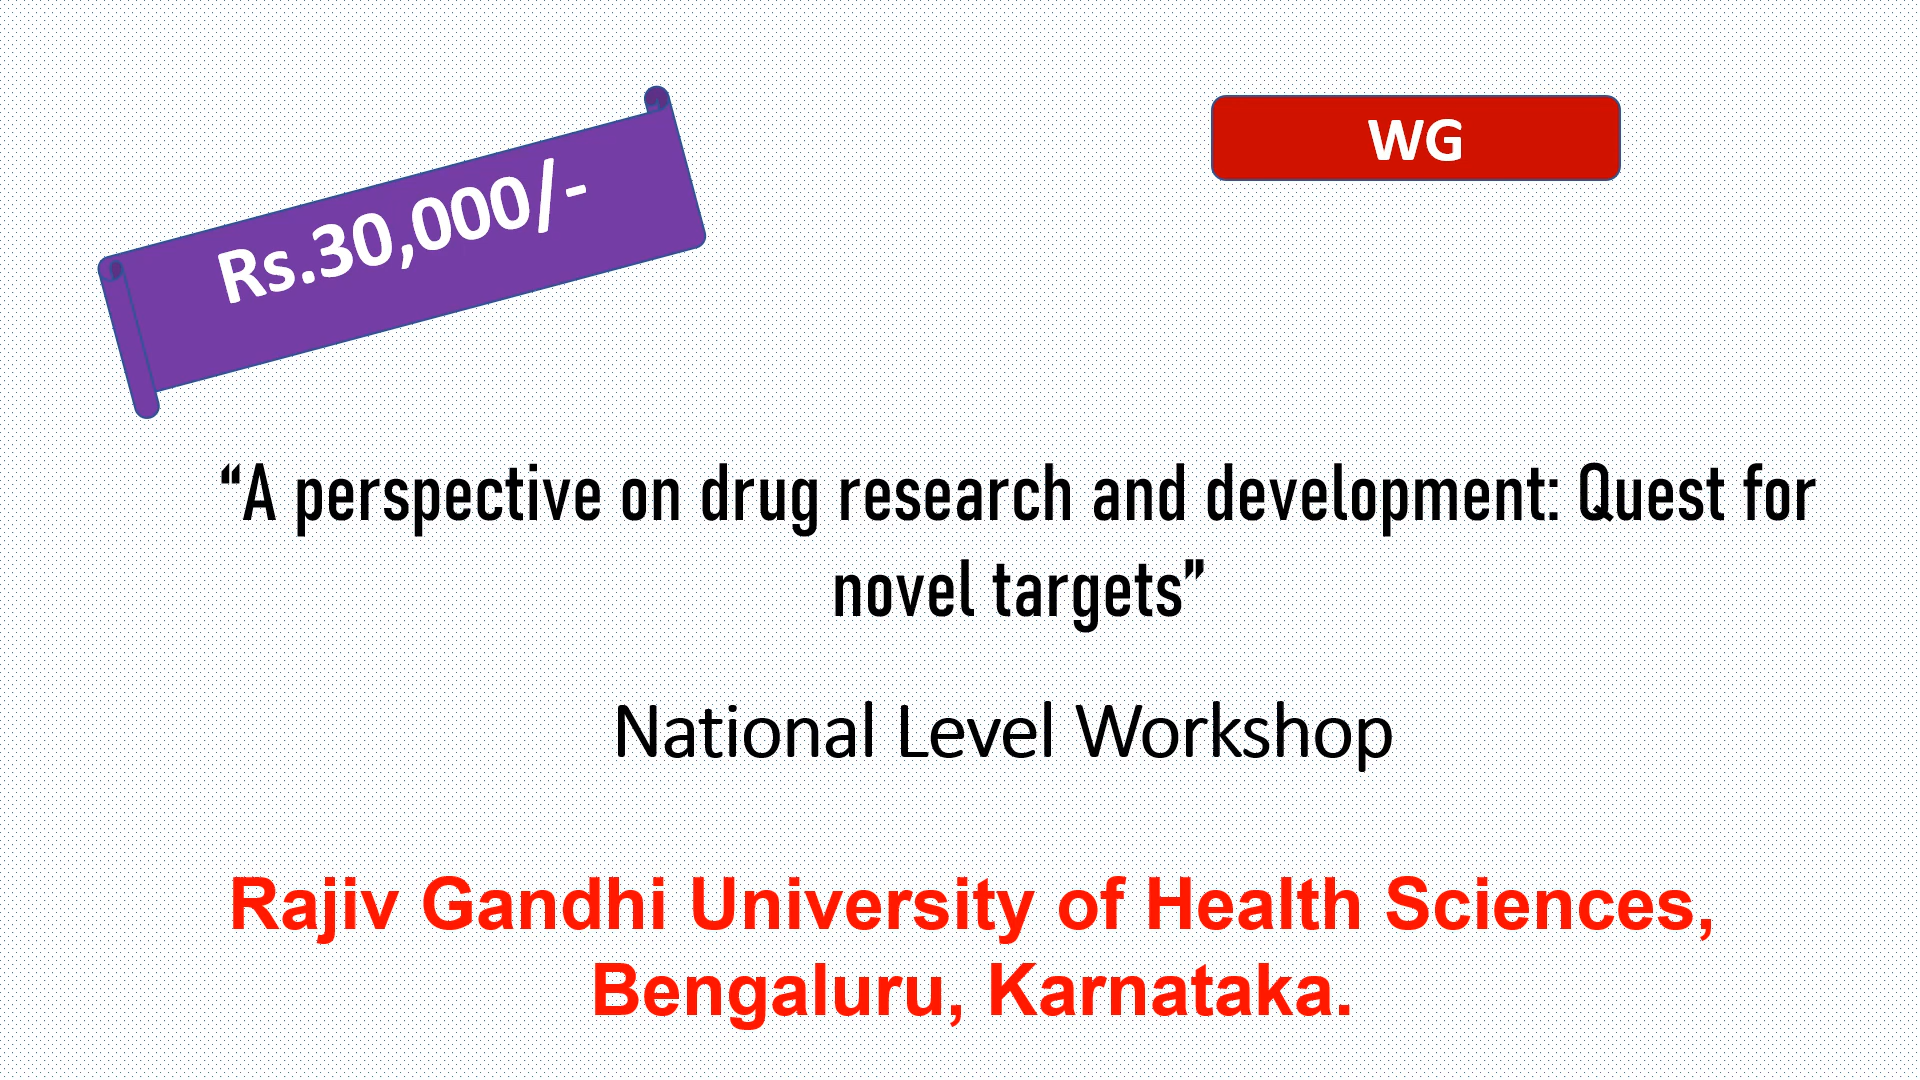 Rs.30,000/-
WG
“A perspective on drug research and development: Quest for
novel targets”
National Level Workshop
Rajiv Gandhi University of Health Sciences,
Bengaluru, Karnataka.